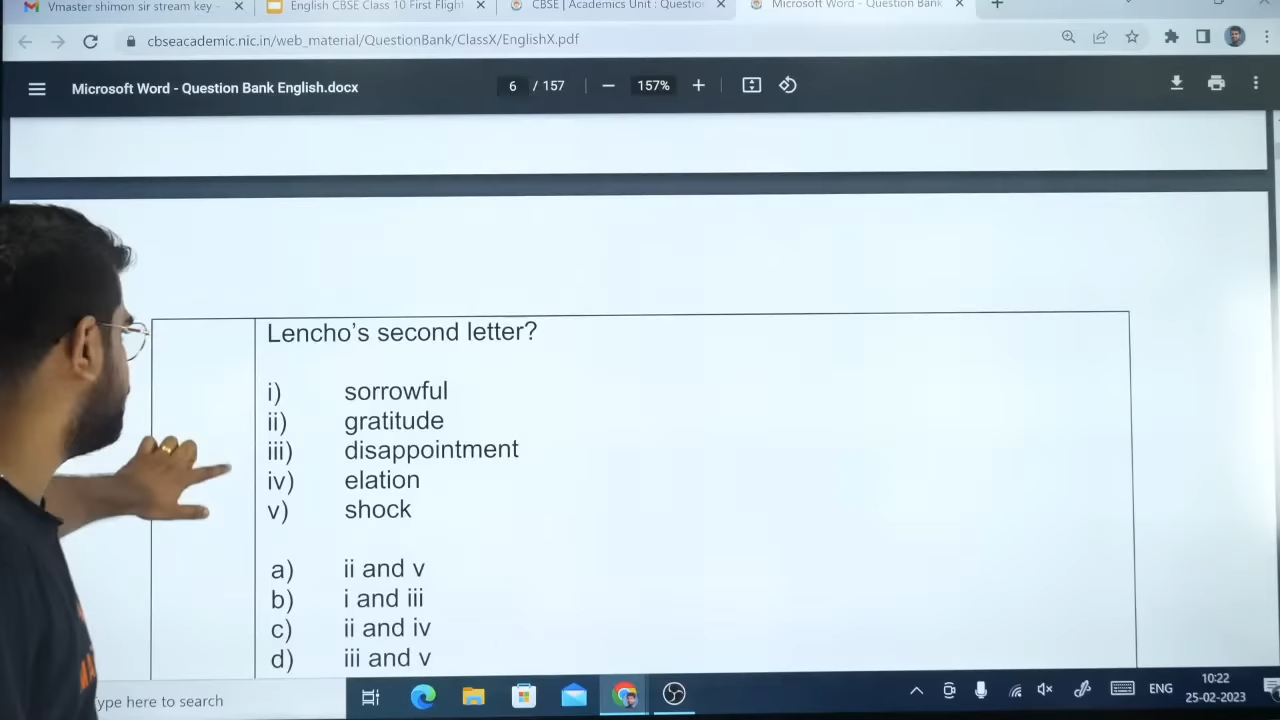 Vmaster shimon sir stream key -
English CBSE Class 10 First Flight
CBSE | Academics Unit : Question
Microsoft Word - Question Bank
cbseacademic.nic.in/web_material/QuestionBank/ClassX/EnglishX.pdf
Microsoft Word - Question Bank English.docx
6 / 157
157%
Lencho's second letter?
i) sorrowful
ii) gratitude
iii) disappointment
iv) elation
v) shock
a) ii and v
b) i and iii
c) ii and iv
d) iii and v
ype here to search
ENG
10:22
25-02-2023